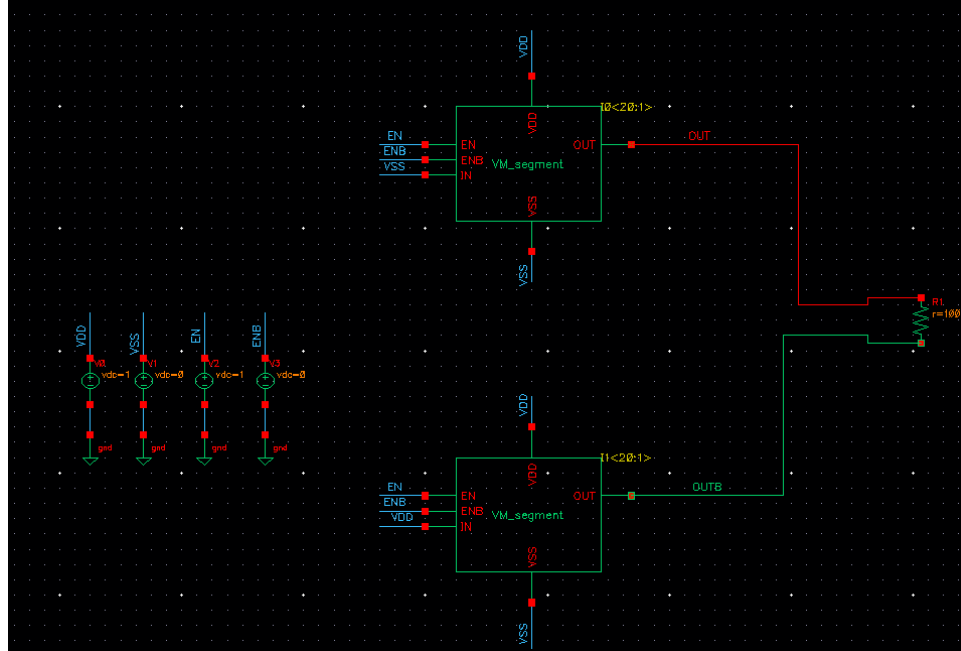 VDD
I0<20:1>
VDD
EN
EN
OUT
OUT
ENB
ENB
VM_segment
VSS
IN
VSS
VSS
R1
r=100
VDD
VSS
EN
ENB
V0
V1
V2
V3
vdc=1
vdc=0
vdc=1
vdc=0
gnd
gnd
gnd
gnd
VDD
I1<20:1>
VDD
EN
EN
OUT
OUTB
ENB
ENB
VM_segment
VDD
IN
VSS
VSS